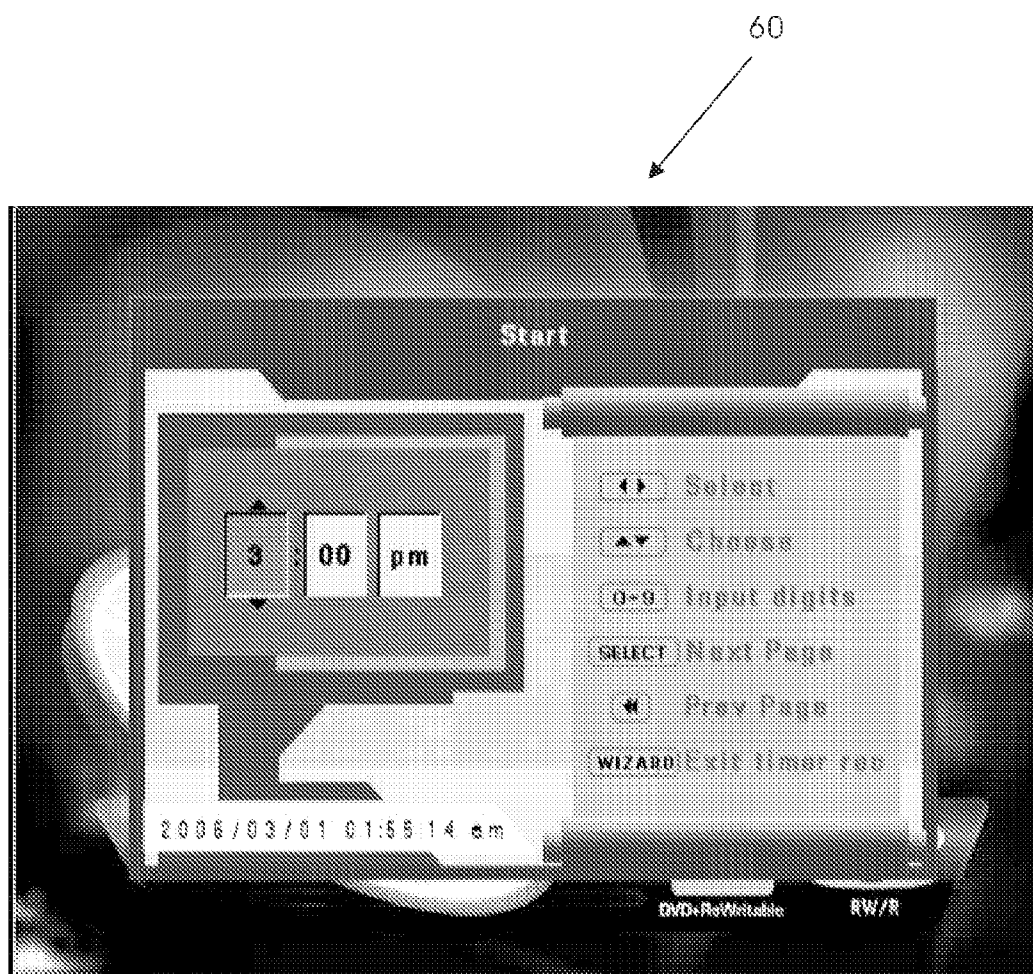 60
Start
3 : 00 pm
Select
Choose
0-9 Input digits
SELECT Next Page
Prev Page
WIZARD Exit timer rec
2006/03/01 01:55:14 am
DVD+ReWritable
RW/R